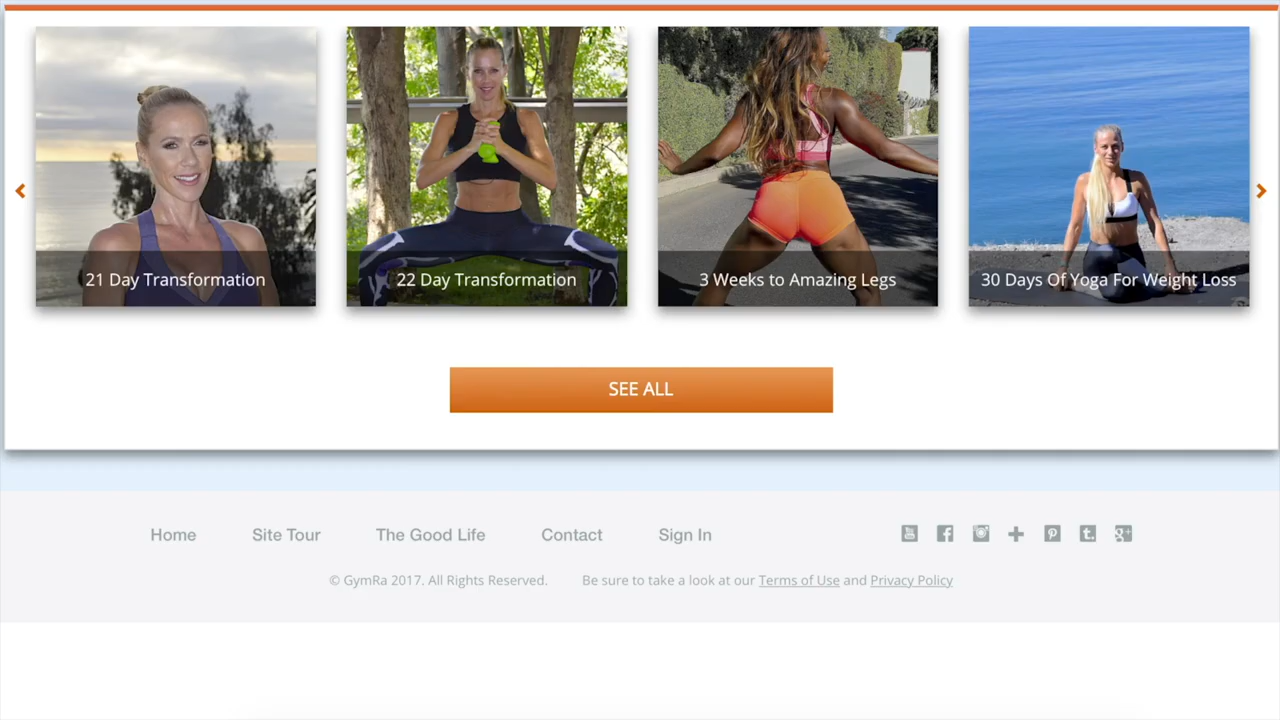 21 Day Transformation
22 Day Transformation
3 Weeks to Amazing Legs
30 Days Of Yoga For Weight Loss
SEE ALL
Home Site Tour The Good Life Contact Sign In
© GymRa 2017. All Rights Reserved. Be sure to take a look at our Terms of Use and Privacy Policy